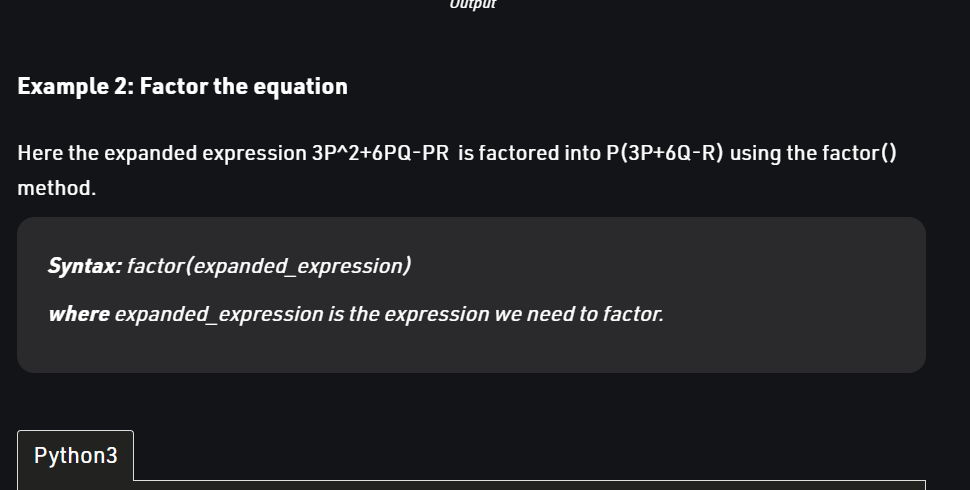 Output
Example 2: Factor the equation
Here the expanded expression 3P^2+6PQ-PR is factored into P(3P+6Q-R) using the factor()
method.
Syntax: factor(expanded_expression)
where expanded_expression is the expression we need to factor.
Python3